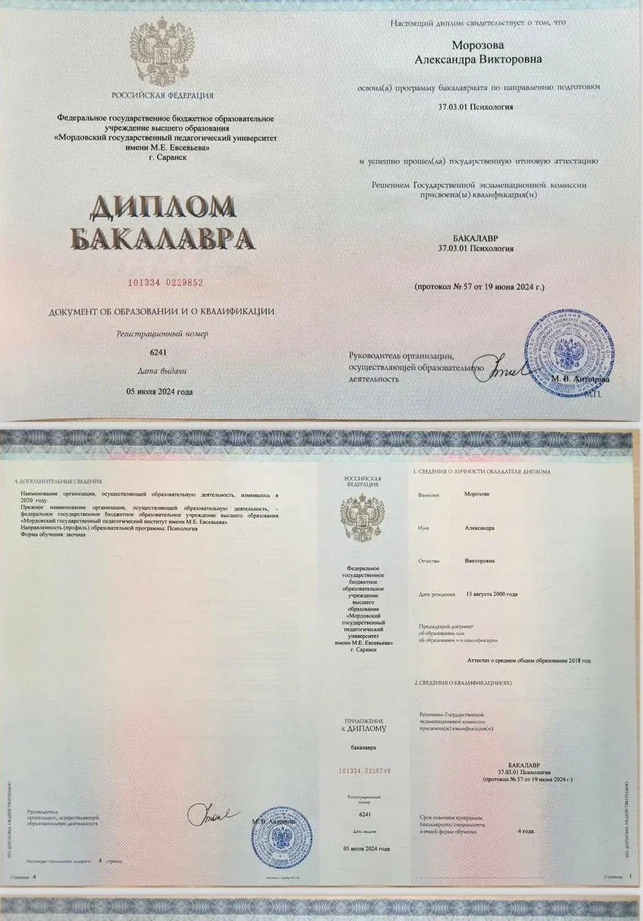 РОССИЙСКАЯ ФЕДЕРАЦИЯ
Федеральное государственное бюджетное образовательное
учреждение высшего образования
«Мордовский государственный педагогический университет
имени М.Е. Евсевьева»
г. Саранск
ДИПЛОМ
БАКАЛАВРА
101334 0229852
ДОКУМЕНТ ОБ ОБРАЗОВАНИИ И О КВАЛИФИКАЦИИ
Регистрационный номер
6241
Дата выдачи
05 июля 2024 года
Настоящий диплом свидетельствует о том, что
Морозова
Александра Викторовна
освоил(а) программу бакалавриата по направлению подготовки
37.03.01 Психология
и успешно прошел(ла) государственную итоговую аттестацию
Решением Государственной экзаменационной комиссии
присвоена(ы) квалификация(и)
БАКАЛАВР
37.03.01 Психология
(протокол № 57 от 19 июня 2024 г.)
Руководитель организации,
осуществляющей образовательную
деятельность
М. В. Антонова
М.П.
4. ДОПОЛНИТЕЛЬНЫЕ СВЕДЕНИЯ
Наименование организации, осуществляющей образовательную деятельность, изменилось в
2020 году.
Прежнее наименование организации, осуществляющей образовательную деятельность, –
федеральное государственное бюджетное образовательное учреждение высшего образования
«Мордовский государственный педагогический институт имени М.Е. Евсевьева»
Направленность (профиль) образовательной программы: Психология
Форма обучения: заочная
Руководитель
организации, осуществляющей
образовательную деятельность
М. В. Антонова
Настоящее приложение содержит 4 страниц
Страница 4
РОССИЙСКАЯ
ФЕДЕРАЦИЯ
Федеральное
государственное
бюджетное
образовательное
учреждение
высшего
образования
«Мордовский
государственный
педагогический
университет
имени М.Е. Евсевьева»
г. Саранск
ПРИЛОЖЕНИЕ
к ДИПЛОМУ
бакалавра
101334 0208749
Регистрационный
номер
6241
Дата выдачи
05 июля 2024 года
1. СВЕДЕНИЯ О ЛИЧНОСТИ ОБЛАДАТЕЛЯ ДИПЛОМА
Фамилия Морозова
Имя Александра
Отчество Викторовна
Дата рождения 13 августа 2000 года
Предыдущий документ
об образовании или
об образовании и о квалификации
Аттестат о среднем общем образовании 2018 год
2. СВЕДЕНИЯ О КВАЛИФИКАЦИИ(ЯХ)
Решением Государственной
экзаменационной комиссии
присвоена(ы) квалификация(и)
БАКАЛАВР
37.03.01 Психология
(протокол № 57 от 19 июня 2024 г.)
Срок освоения программы
бакалавриата/специалитета
в очной форме обучения 4 года
Страница 1